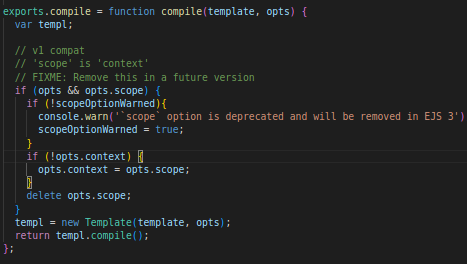 exports.compile = function compile(template, opts) {
  var templ;

  // v1 compat
  // 'scope' is 'context'
  // FIXME: Remove this in a future version
  if (opts && opts.scope) {
    if (!scopeOptionWarned){
      console.warn('`scope` option is deprecated and will be removed in EJS 3')
      scopeOptionWarned = true;
    }
    if (!opts.context) {
      opts.context = opts.scope;
    }
    delete opts.scope;
  }
  templ = new Template(template, opts);
  return templ.compile();
};